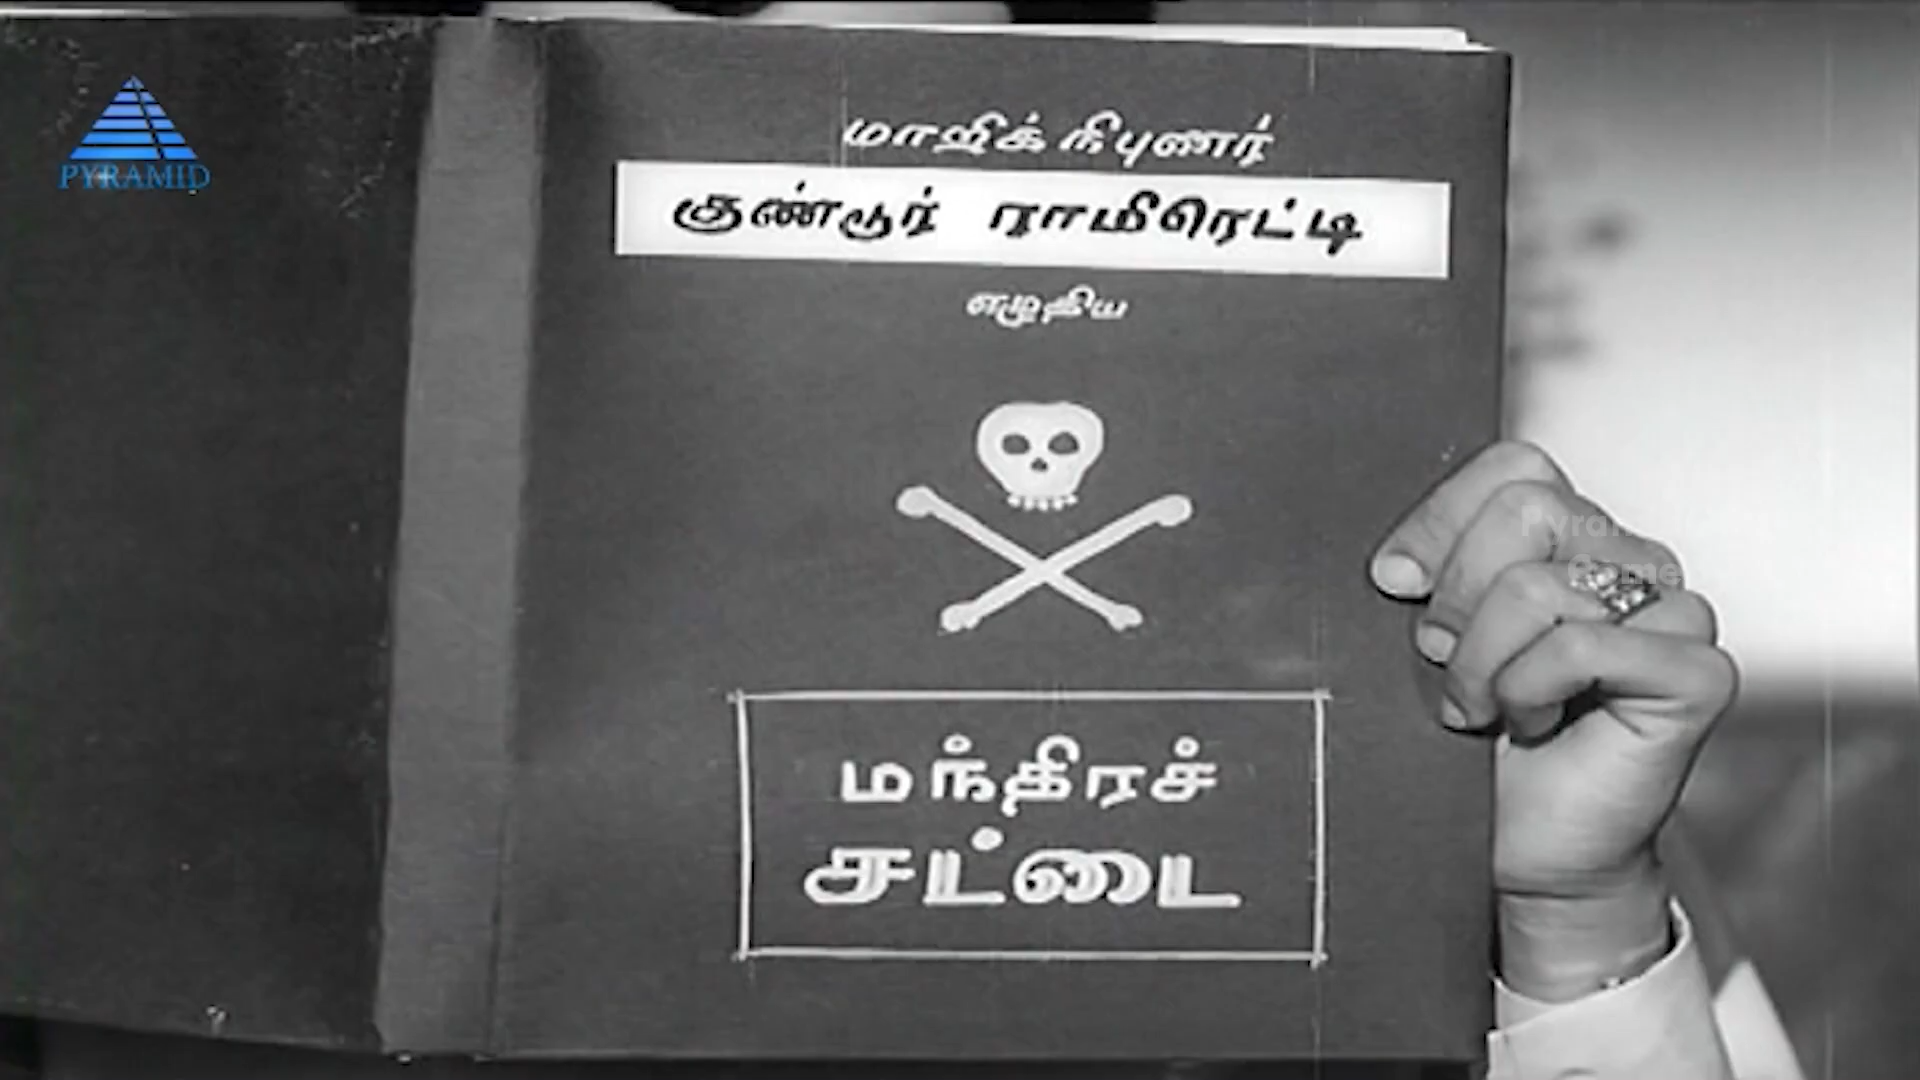 PYRAMID
மாஜிக் நிபுணர்
குண்டூர் ராமிரெட்டி
எழுதிய
மந்திரச்
சட்டை